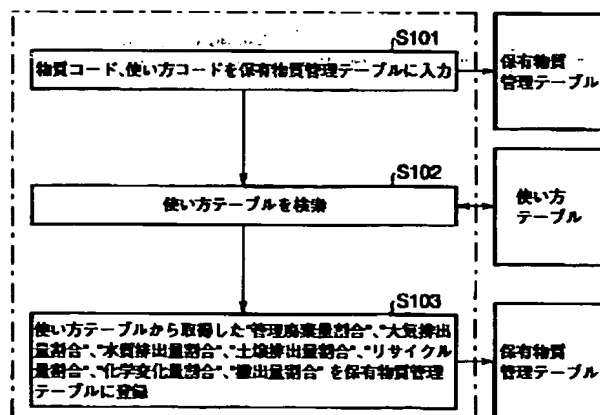 S101
物質コード、使い方コードを保有物質管理テーブルに入力
保有物質
管理テーブル
S102
使い方テーブルを検索
使い方
テーブル
S103
使い方テーブルから取得した"管理廃棄量割合"、"大気排出
量割合"、"水質排出量割合"、"土壌排出量割合"、"リサイクル
量割合"、"化学変化量割合"、"搬出量割合" を保有物質管理
テーブルに登録
保有物質
管理テーブル